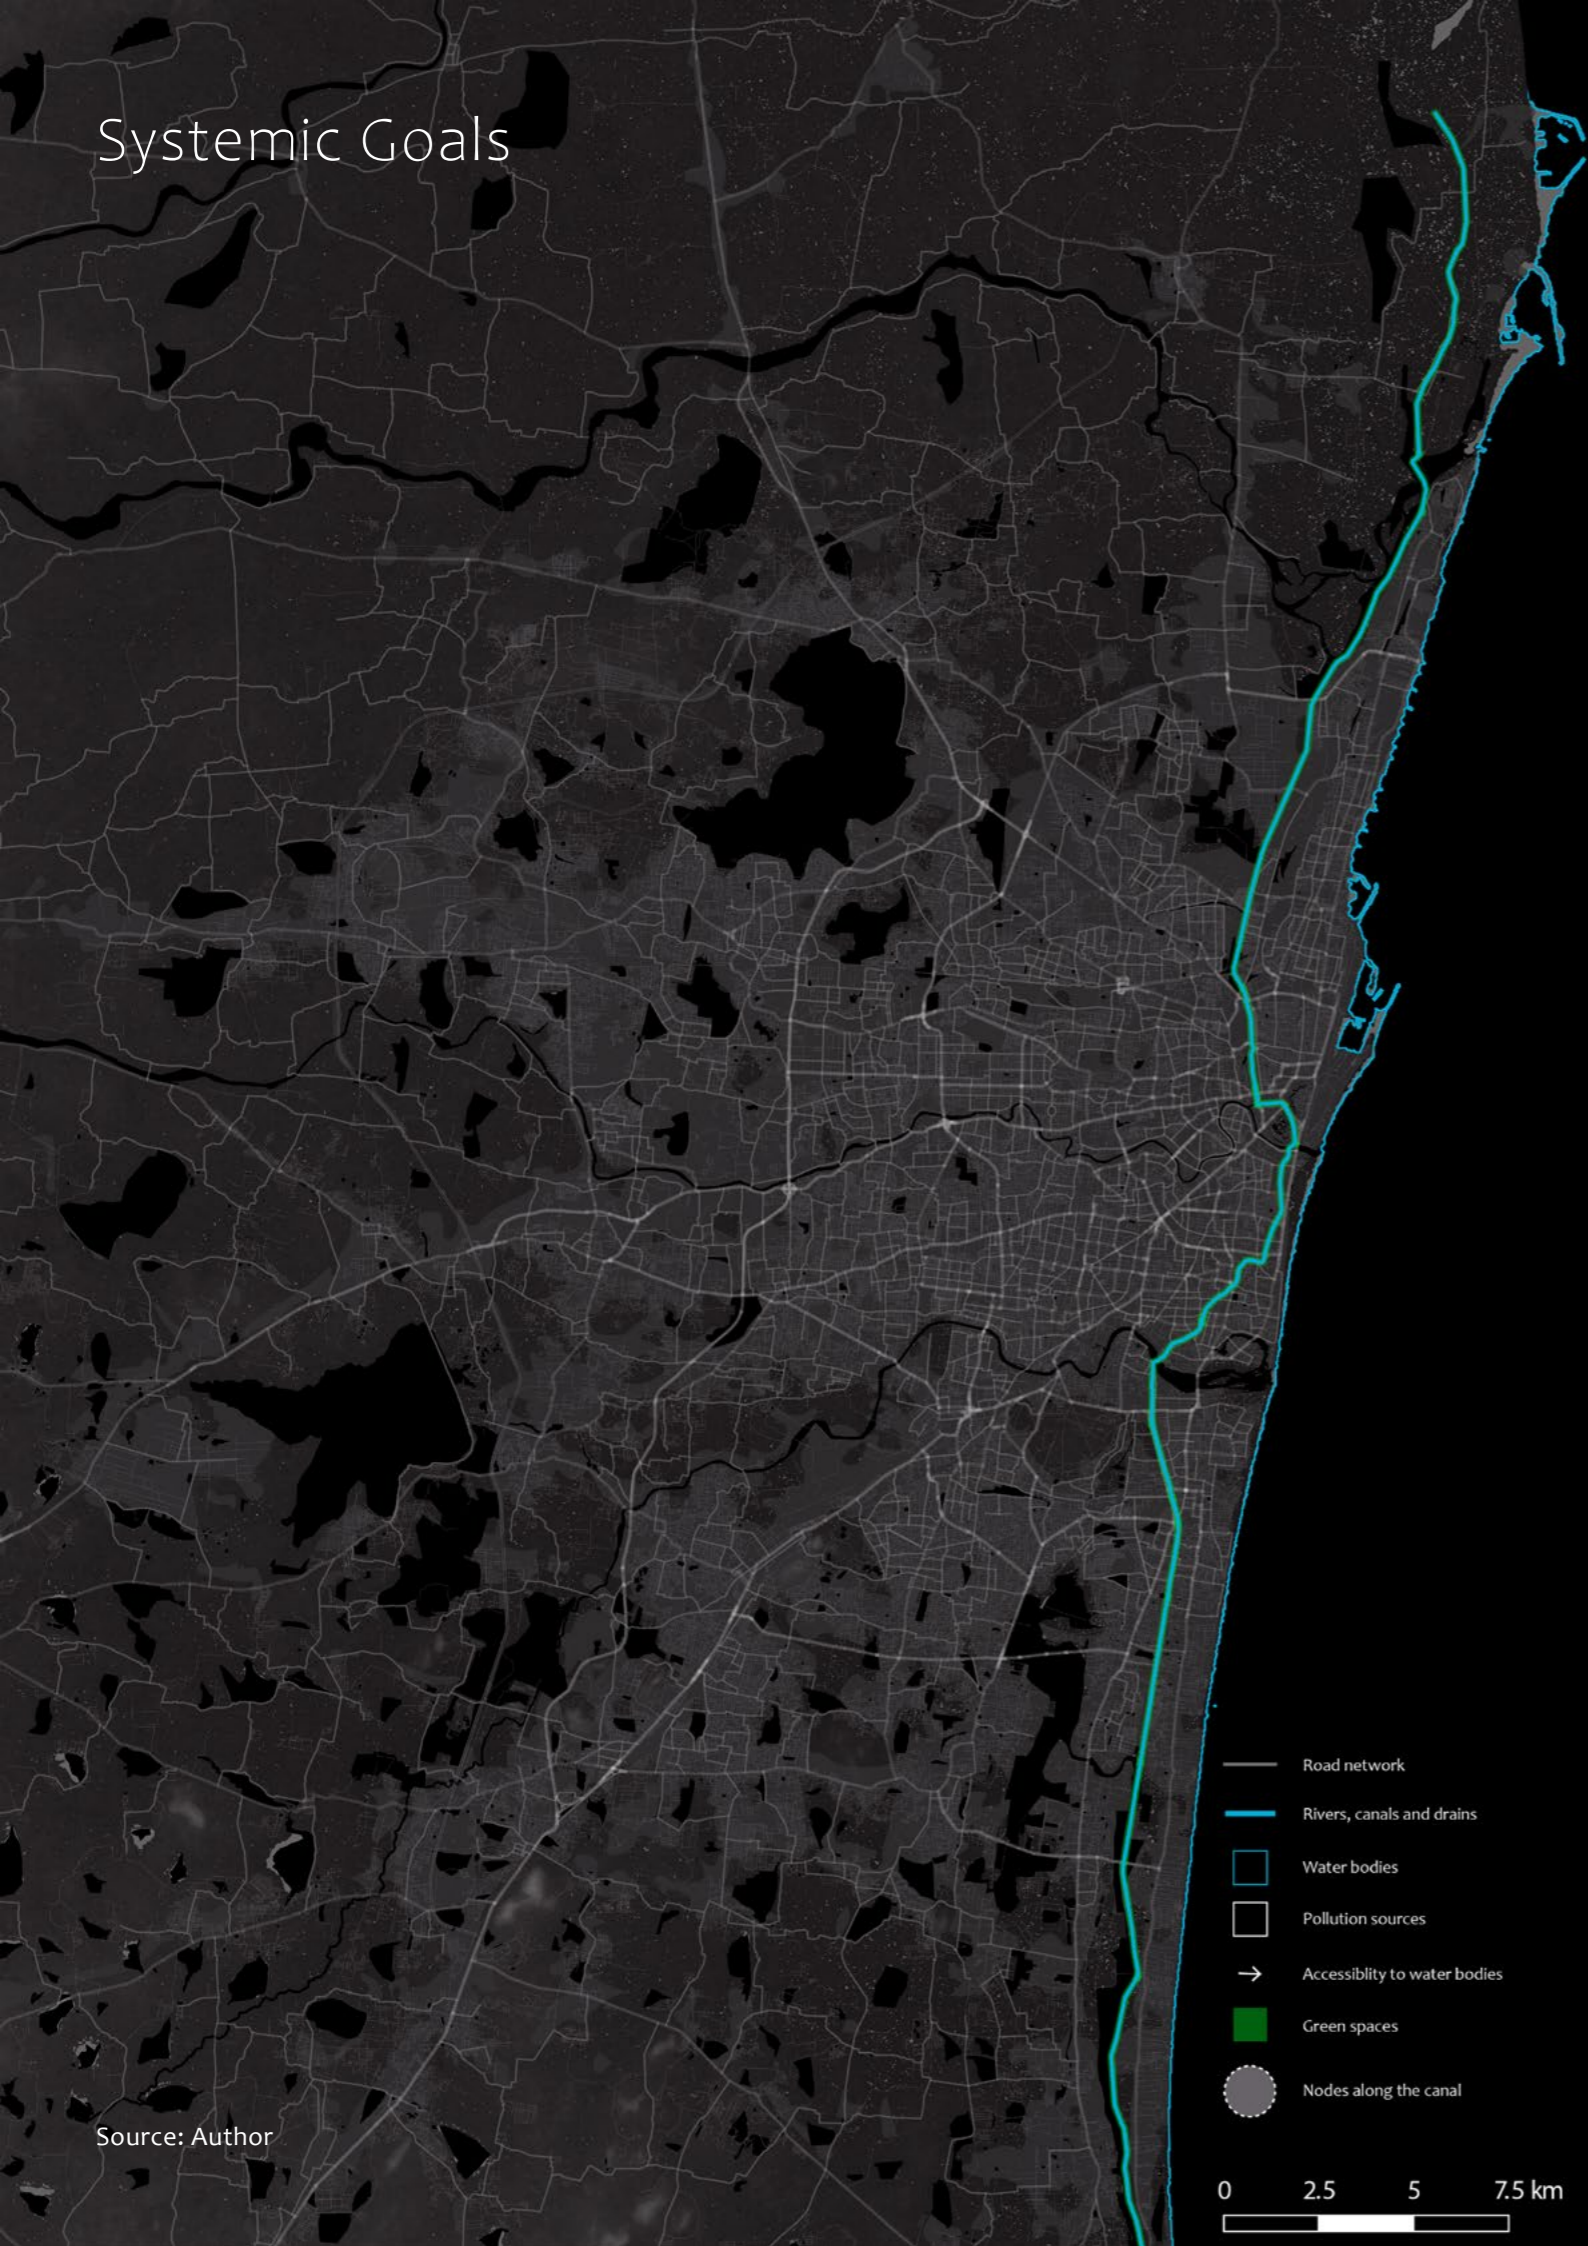 Systemic Goals
Road network
Rivers, canals and drains
Water bodies
Pollution sources
Accessiblity to water bodies
Green spaces
Nodes along the canal
Source: Author
0 2.5 5 7.5 km